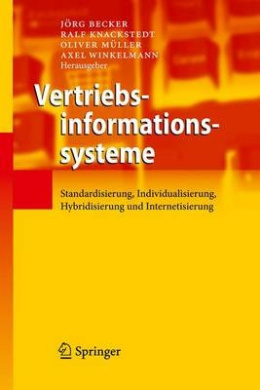 JÖRG BECKER
RALF KNACKSTEDT
OLIVER MÜLLER
AXEL WINKELMANN
Herausgeber
Vertriebs-
informations-
systeme
Standardisierung, Individualisierung,
Hybridisierung und Internetisierung
Springer